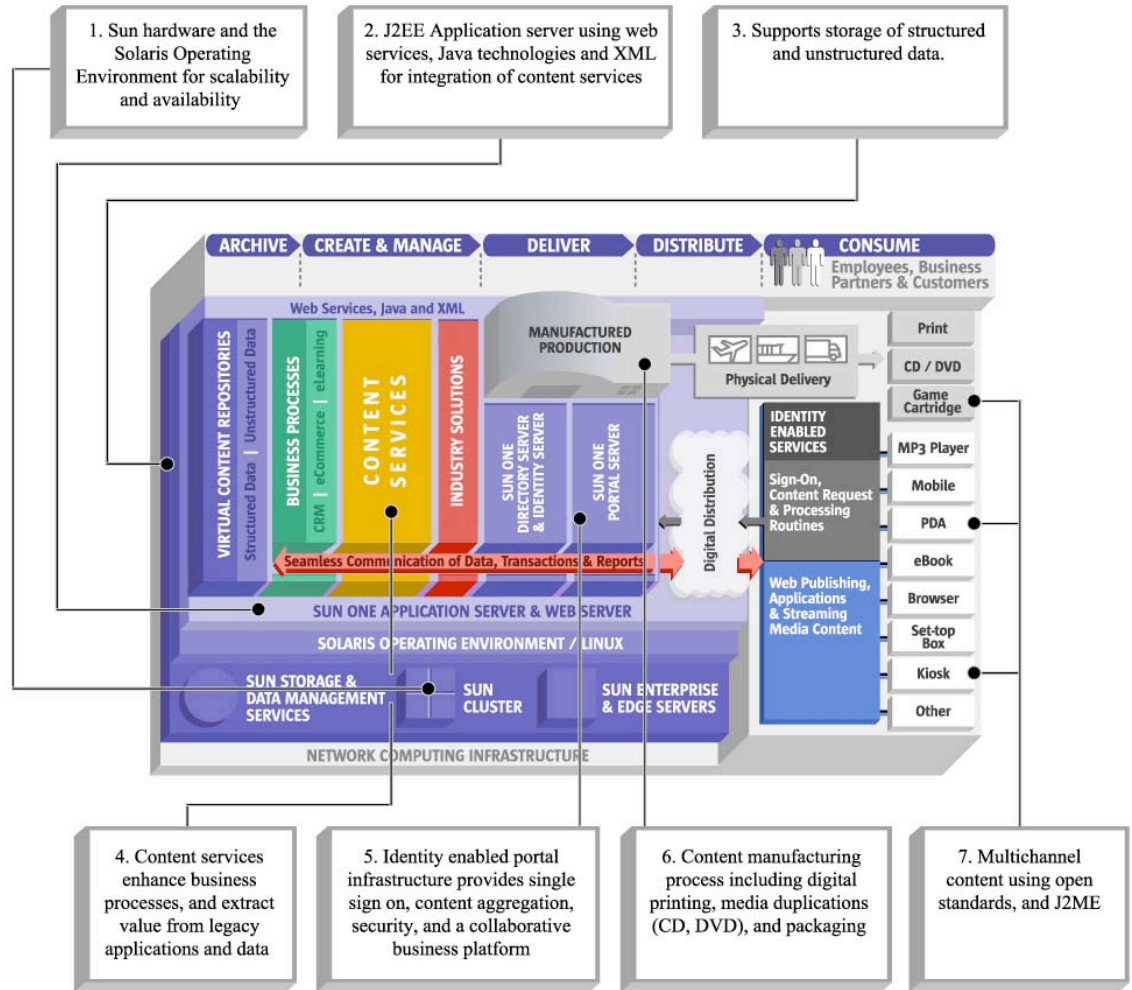 1. Sun hardware and the
Solaris Operating
Environment for scalability
and availability
2. J2EE Application server using web
services, Java technologies and XML
for integration of content services
3. Supports storage of structured
and unstructured data.
ARCHIVE
CREATE & MANAGE
DELIVER
DISTRIBUTE
CONSUME
Employees, Business
Partners & Customers
Web Services, Java and XML
VIRTUAL CONTENT REPOSITORIES
Structured Data | Unstructured Data
BUSINESS PROCESSES
CRM | eCommerce | eLearning
CONTENT
SERVICES
INDUSTRY SOLUTIONS
MANUFACTURED
PRODUCTION
SUN ONE
DIRECTORY SERVER
& IDENTITY SERVER
SUN ONE
PORTAL SERVER
Physical Delivery
Digital Distribution
IDENTITY
ENABLED
SERVICES
Sign-On,
Content Request
& Processing
Routines
Web Publishing,
Applications
& Streaming
Media Content
Print
CD / DVD
Game
Cartridge
MP3 Player
Mobile
PDA
eBook
Browser
Set-top
Box
Kiosk
Other
Seamless Communication of Data, Transactions & Reports
SUN ONE APPLICATION SERVER & WEB SERVER
SOLARIS OPERATING ENVIRONMENT / LINUX
SUN STORAGE &
DATA MANAGEMENT
SERVICES
SUN
CLUSTER
SUN ENTERPRISE
& EDGE SERVERS
NETWORK COMPUTING INFRASTRUCTURE
4. Content services
enhance business
processes, and extract
value from legacy
applications and data
5. Identity enabled portal
infrastructure provides single
sign on, content aggregation,
security, and a collaborative
business platform
6. Content manufacturing
process including digital
printing, media duplications
(CD, DVD), and packaging
7. Multichannel
content using open
standards, and J2ME